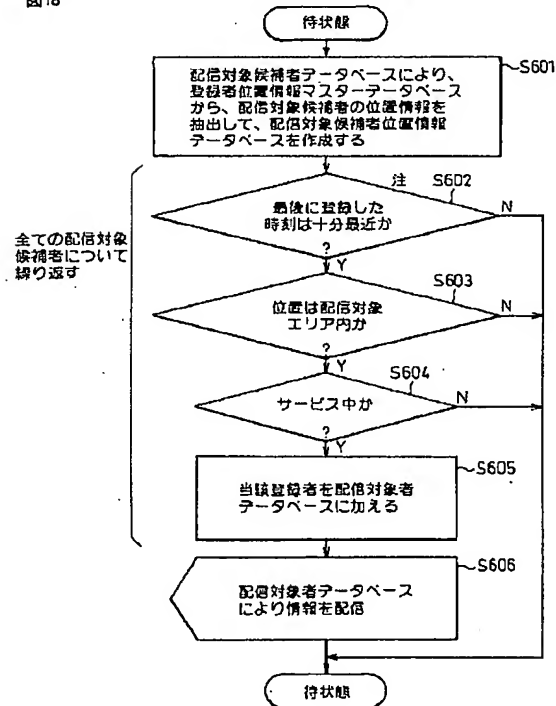 図18
待状態
S601
配信対象候補者データベースにより、
登録者位置情報マスターデータベース
から、配信対象候補者の位置情報を
抽出して、配信対象候補者位置情報
データベースを作成する
注
S602
最後に登録した
時刻は十分最近か
?
N
Y
全ての配信対象
候補者について
繰り返す
S603
位置は配信対象
エリア内か
?
N
Y
S604
サービス中か
?
N
Y
S605
当該登録者を配信対象者
データベースに加える
S606
配信対象者データベース
により情報を配信
待状態